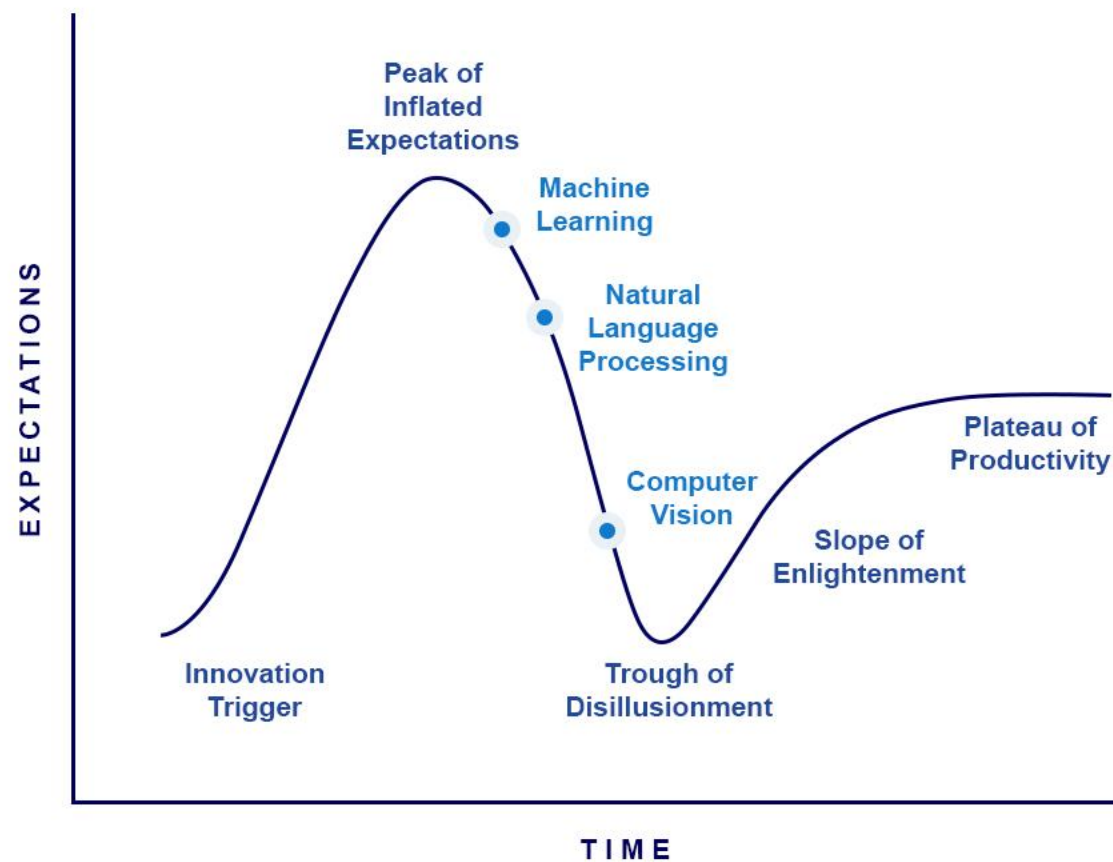 Peak of
Inflated
Expectations
Machine
Learning
Natural
Language
Processing
Computer
Vision
Plateau of
Productivity
Slope of
Enlightenment
Innovation
Trigger
Trough of
Disillusionment
EXPECTATIONS
TIME